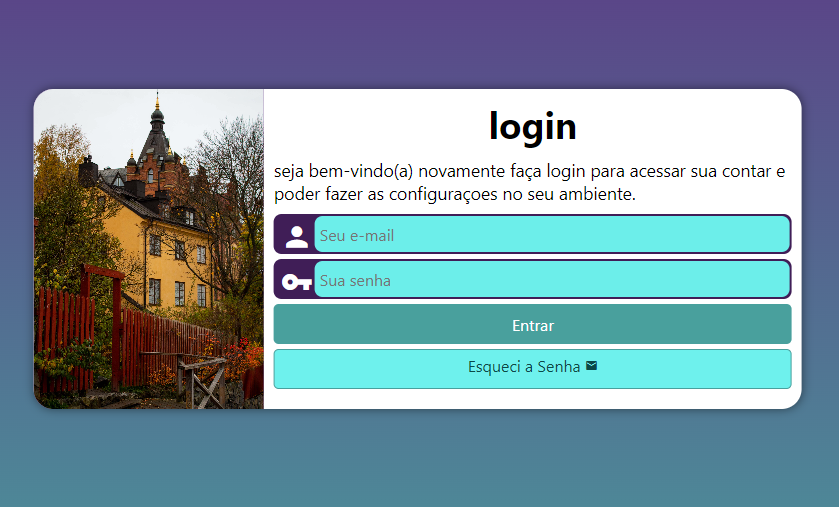 login
seja bem-vindo(a) novamente faça login para acessar sua contar e
poder fazer as configuraçoes no seu ambiente.
Seu e-mail
Sua senha
Entrar
Esqueci a Senha